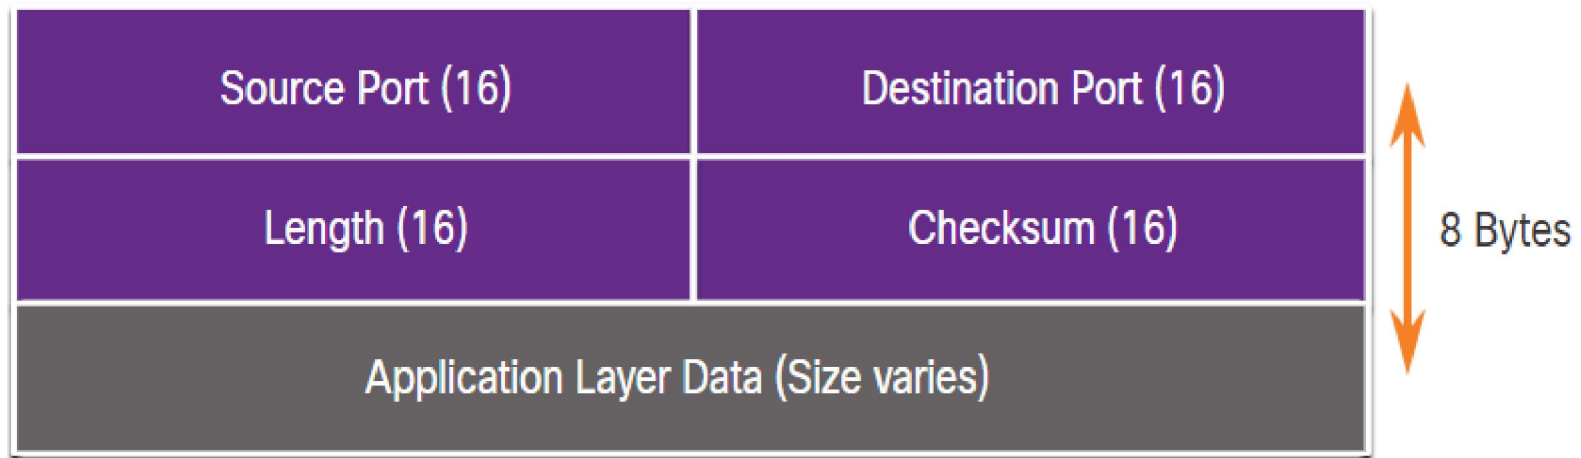 Source Port (16)
Destination Port (16)
Length (16)
Checksum (16)
8 Bytes
Application Layer Data (Size varies)